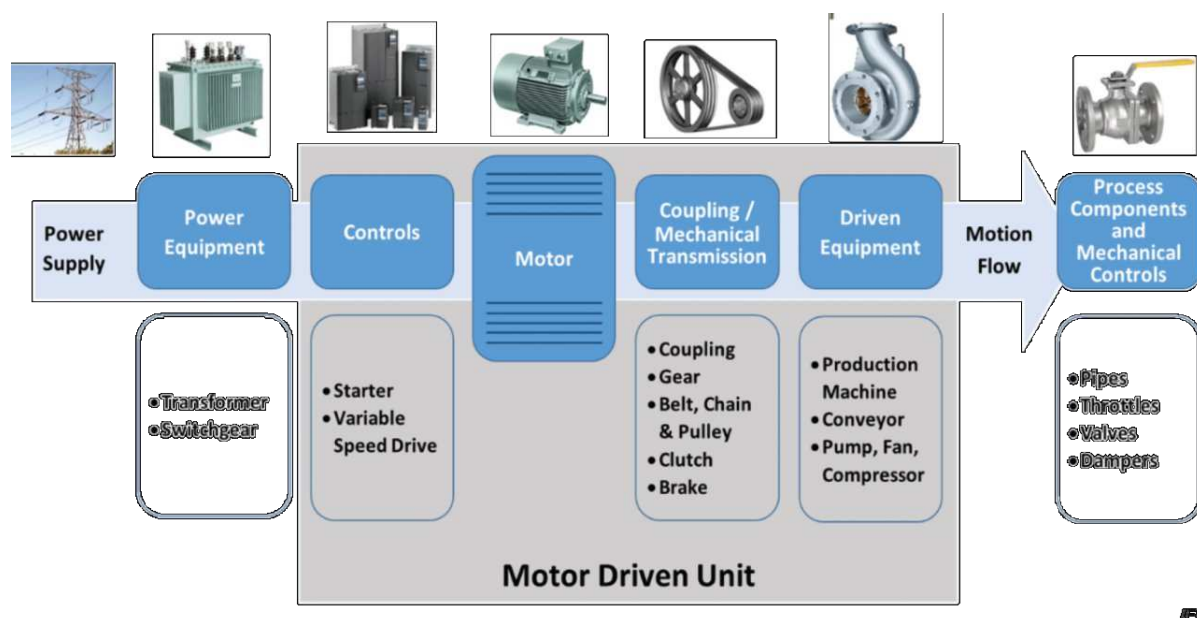 Power
Supply
Power
Equipment
Controls
Motor
Coupling /
Mechanical
Transmission
Driven
Equipment
Motion
Flow
Process
Components
and
Mechanical
Controls
•Transformer
•Switchgear
•Starter
•Variable
Speed Drive
•Coupling
•Gear
•Belt, Chain
& Pulley
•Clutch
•Brake
•Production
Machine
•Conveyor
•Pump, Fan,
Compressor
•Pipes
•Throttles
•Valves
•Dampers
Motor Driven Unit